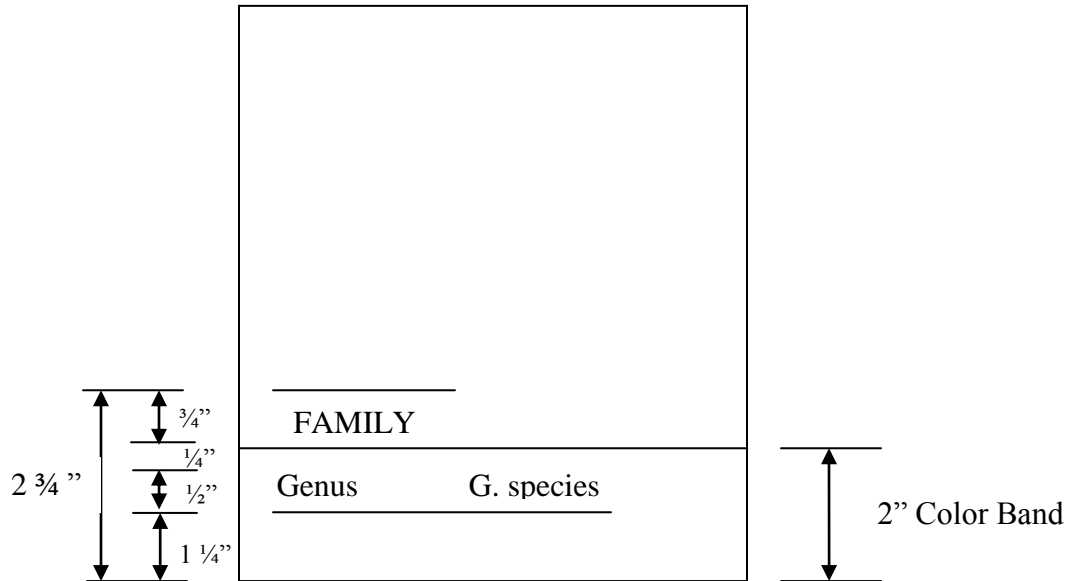 ¾”
FAMILY
¼”
2 ¾ ”
½”
Genus G. species
2” Color Band
1 ¼”